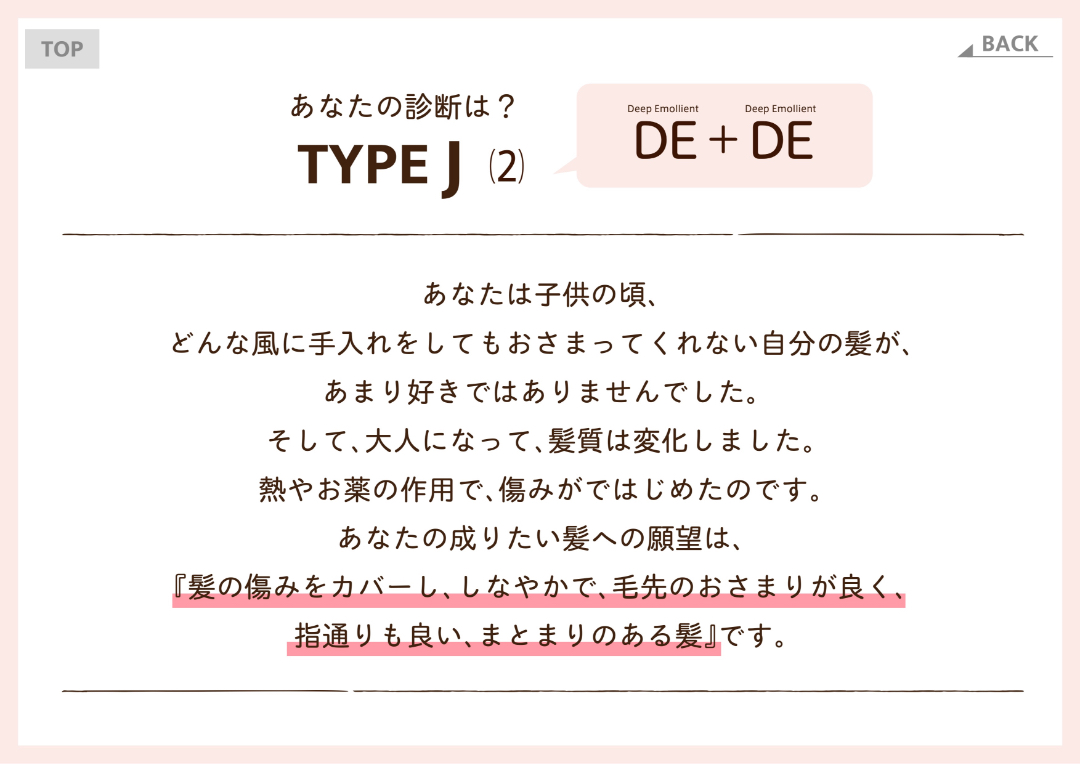 TOP
BACK
あなたの診断は？
TYPE J (2)
Deep Emollient Deep Emollient
DE + DE
あなたは子供の頃、
どんな風に手入れをしてもおさまってくれない自分の髪が、
あまり好きではありませんでした。
そして、大人になって、髪質は変化しました。
熱やお薬の作用で、傷みがではじめたのです。
あなたの成りたい髪への願望は、
『髪の傷みをカバーし、しなやかで、毛先のおさまりが良く、
指通りも良い、まとまりのある髪』です。